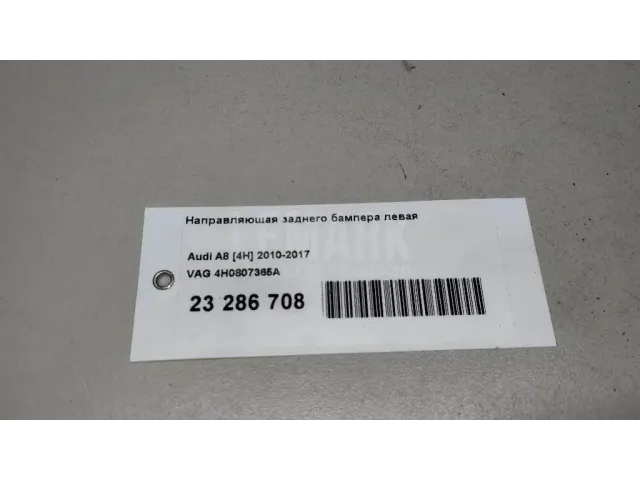 Направляющая заднего бампера левая
Audi A8 [4H] 2010-2017
VAG 4H0807365A
23 286 708